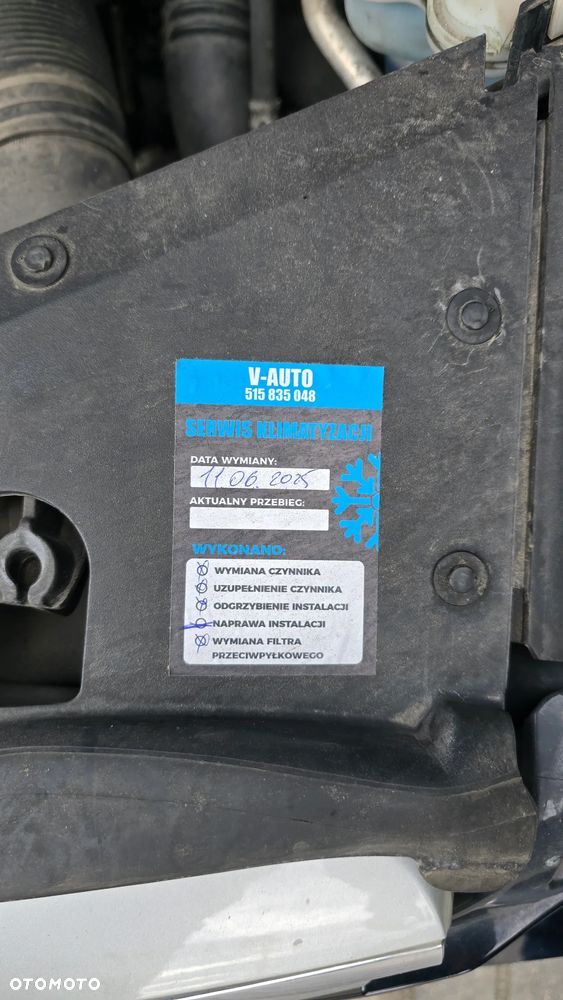 V-AUTO
515 835 048
SERWIS KLIMATYZACJI
DATA WYMIANY:
11.06.2025
AKTUALNY PRZEBIEG:
WYKONANO:
WYMIANA CZYNNIKA
UZUPEŁNIENIE CZYNNIKA
ODGRZYBIENIE INSTALACJI
NAPRAWA INSTALACJI
WYMIANA FILTRA
PRZECIWPYŁKOWEGO
OTOMOTO